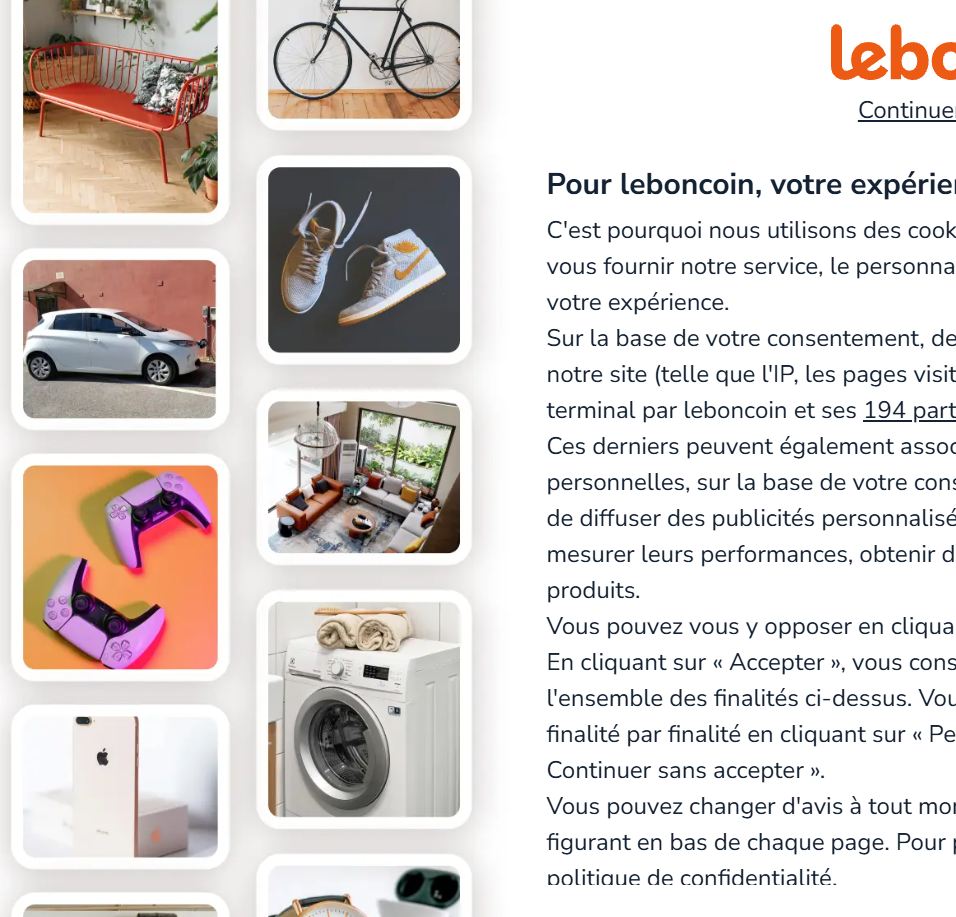 lebo
Continuer
Pour leboncoin, votre expérie
C'est pourquoi nous utilisons des cook
vous fournir notre service, le personna
votre expérience.
Sur la base de votre consentement, de
notre site (telle que l'IP, les pages visit
terminal par leboncoin et ses 194 part
Ces derniers peuvent également assoc
personnelles, sur la base de votre cons
de diffuser des publicités personnalisé
mesurer leurs performances, obtenir d
produits.
Vous pouvez vous y opposer en cliqua
En cliquant sur « Accepter », vous cons
l'ensemble des finalités ci-dessus. Vou
finalité par finalité en cliquant sur « Pe
Continuer sans accepter ».
Vous pouvez changer d'avis à tout mo
figurant en bas de chaque page. Pour p
politique de confidentialité.